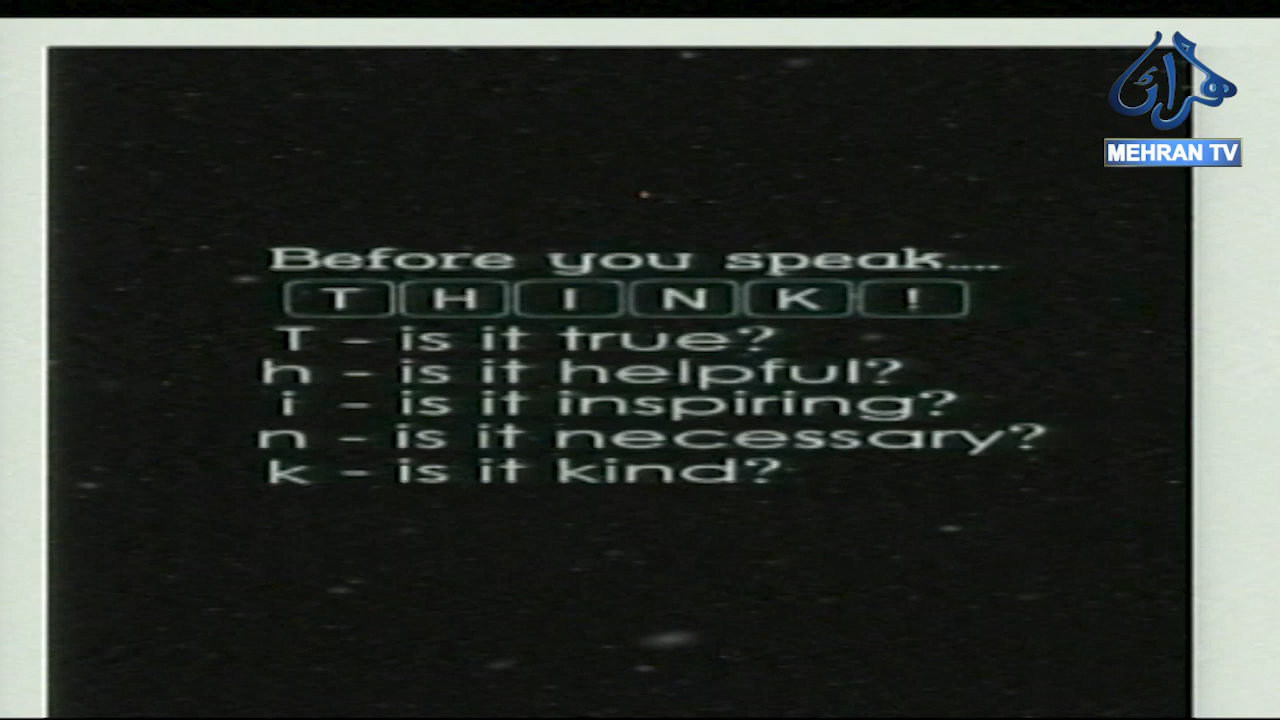 مهران
MEHRAN TV
Before you speak....
T H I N K !
T - is it true?
h - is it helpful?
i - is it inspiring?
n - is it necessary?
k - is it kind?